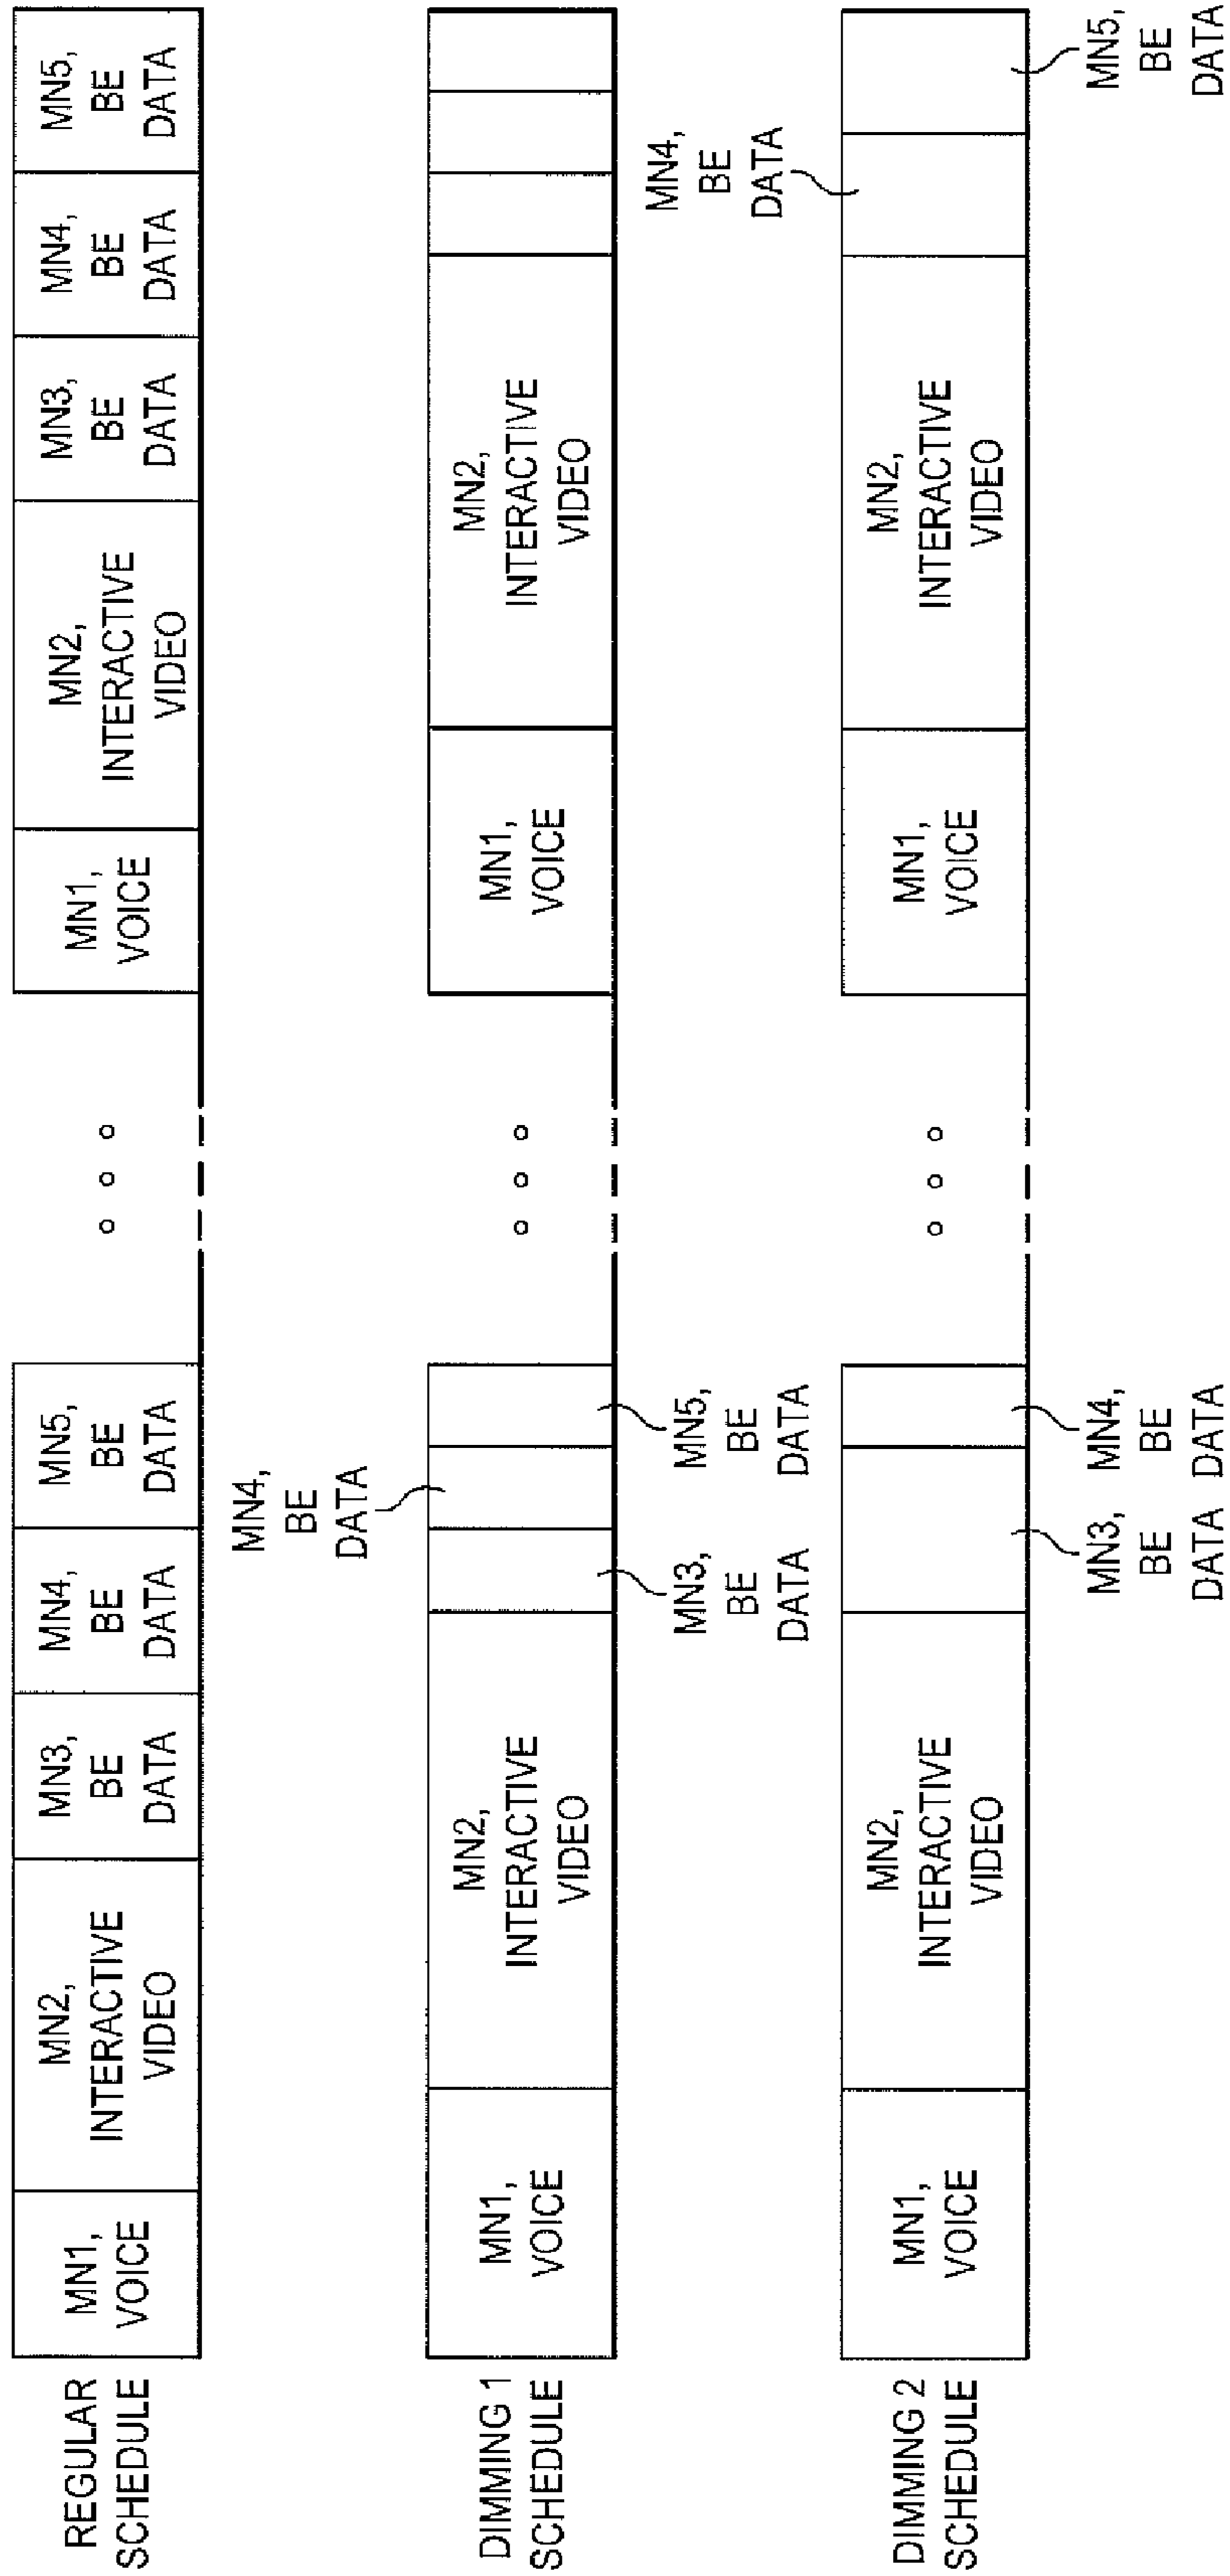 REGULAR
SCHEDULE
MN1,
VOICE
MN2,
INTERACTIVE
VIDEO
MN3,
BE
DATA
MN4,
BE
DATA
MN5,
BE
DATA
MN1,
VOICE
MN2,
INTERACTIVE
VIDEO
MN3,
BE
DATA
MN4,
BE
DATA
MN5,
BE
DATA
DIMMING 1
SCHEDULE
MN1,
VOICE
MN2,
INTERACTIVE
VIDEO
MN3,
BE
DATA
MN4,
BE
DATA
MN5,
BE
DATA
MN1,
VOICE
MN2,
INTERACTIVE
VIDEO
DIMMING 2
SCHEDULE
MN1,
VOICE
MN2,
INTERACTIVE
VIDEO
MN3,
BE
DATA
MN4,
BE
DATA
MN1,
VOICE
MN2,
INTERACTIVE
VIDEO
MN4,
BE
DATA
MN5,
BE
DATA